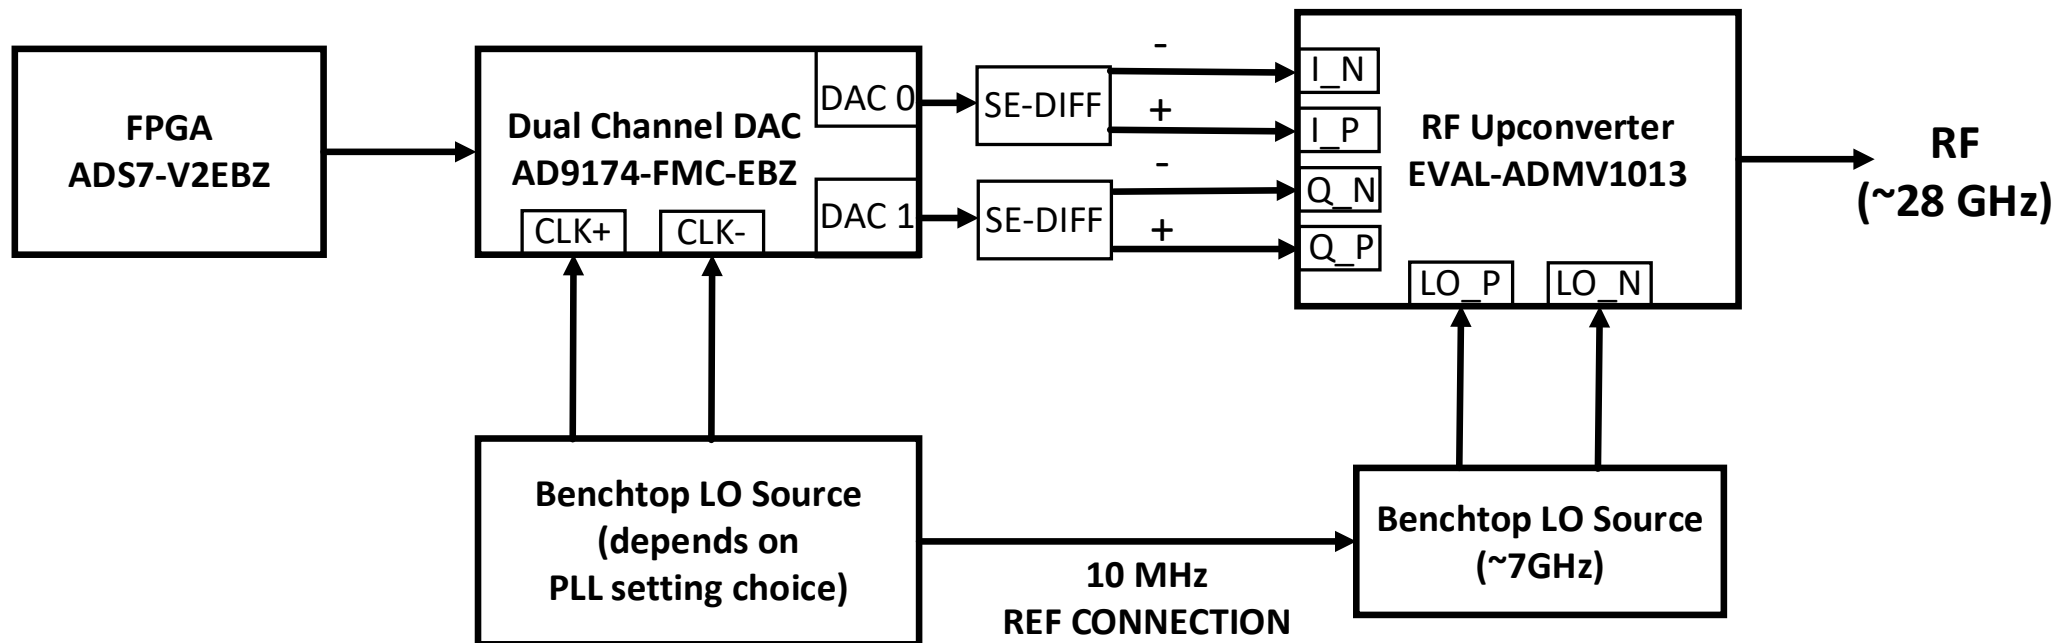 FPGA
ADS7-V2EBZ
Dual Channel DAC
AD9174-FMC-EBZ
DAC 0
DAC 1
CLK+
CLK-
SE-DIFF
SE-DIFF
-
+
-
+
I_N
I_P
Q_N
Q_P
RF Upconverter
EVAL-ADMV1013
LO_P
LO_N
RF
(~28 GHz)
Benchtop LO Source
(depends on
PLL setting choice)
10 MHz
REF CONNECTION
Benchtop LO Source
(~7GHz)